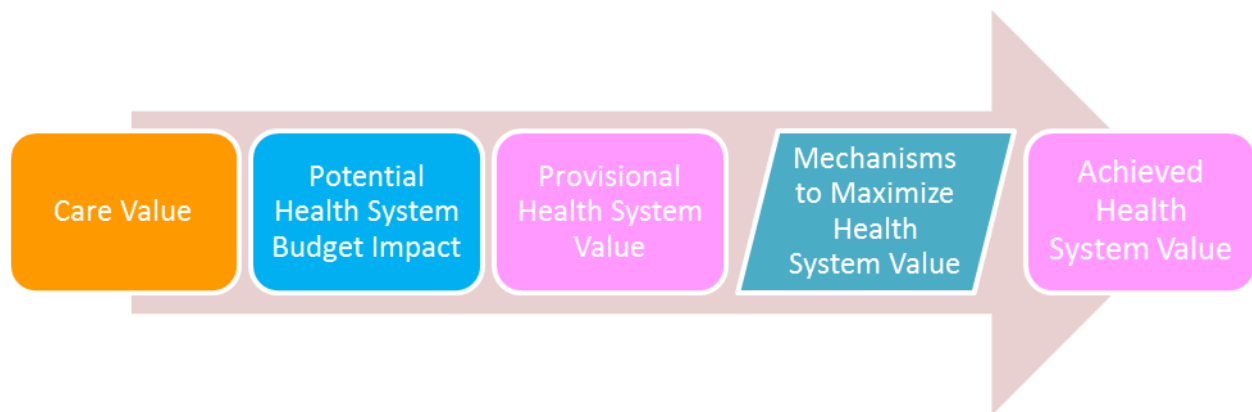 Care Value
Potential
Health System
Budget Impact
Provisional
Health System
Value
Mechanisms
to Maximize
Health
System Value
Achieved
Health
System Value